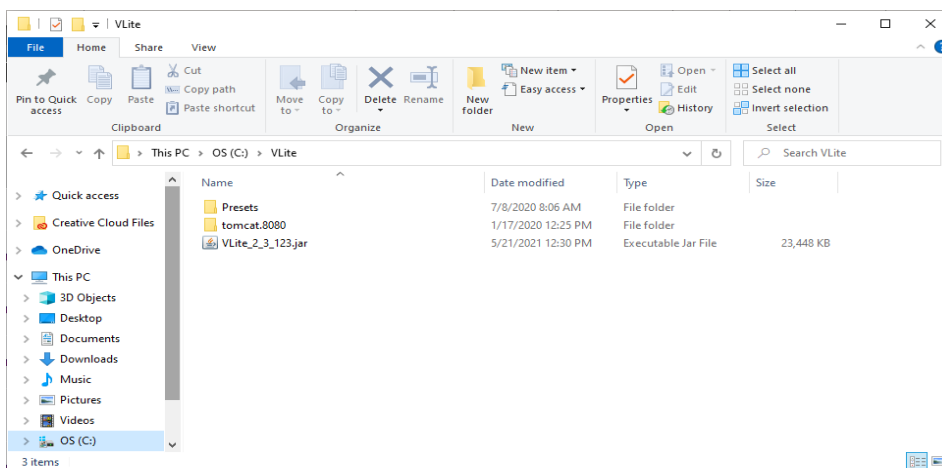 VLite
File Home Share View
Pin to Quick access
Copy
Paste
Cut
Copy path
Paste shortcut
Clipboard
Move to
Copy to
Delete
Rename
Organize
New folder
New item
Easy access
New
Properties
Open
Edit
History
Open
Select all
Select none
Invert selection
Select
This PC > OS (C:) > VLite
Search VLite
Name Date modified Type Size
Presets 7/8/2020 8:06 AM File folder
tomcat.8080 1/17/2020 12:25 PM File folder
VLite_2_3_123.jar 5/21/2021 12:30 PM Executable Jar File 23,448 KB
Quick access
Creative Cloud Files
OneDrive
This PC
3D Objects
Desktop
Documents
Downloads
Music
Pictures
Videos
OS (C:)
3 items